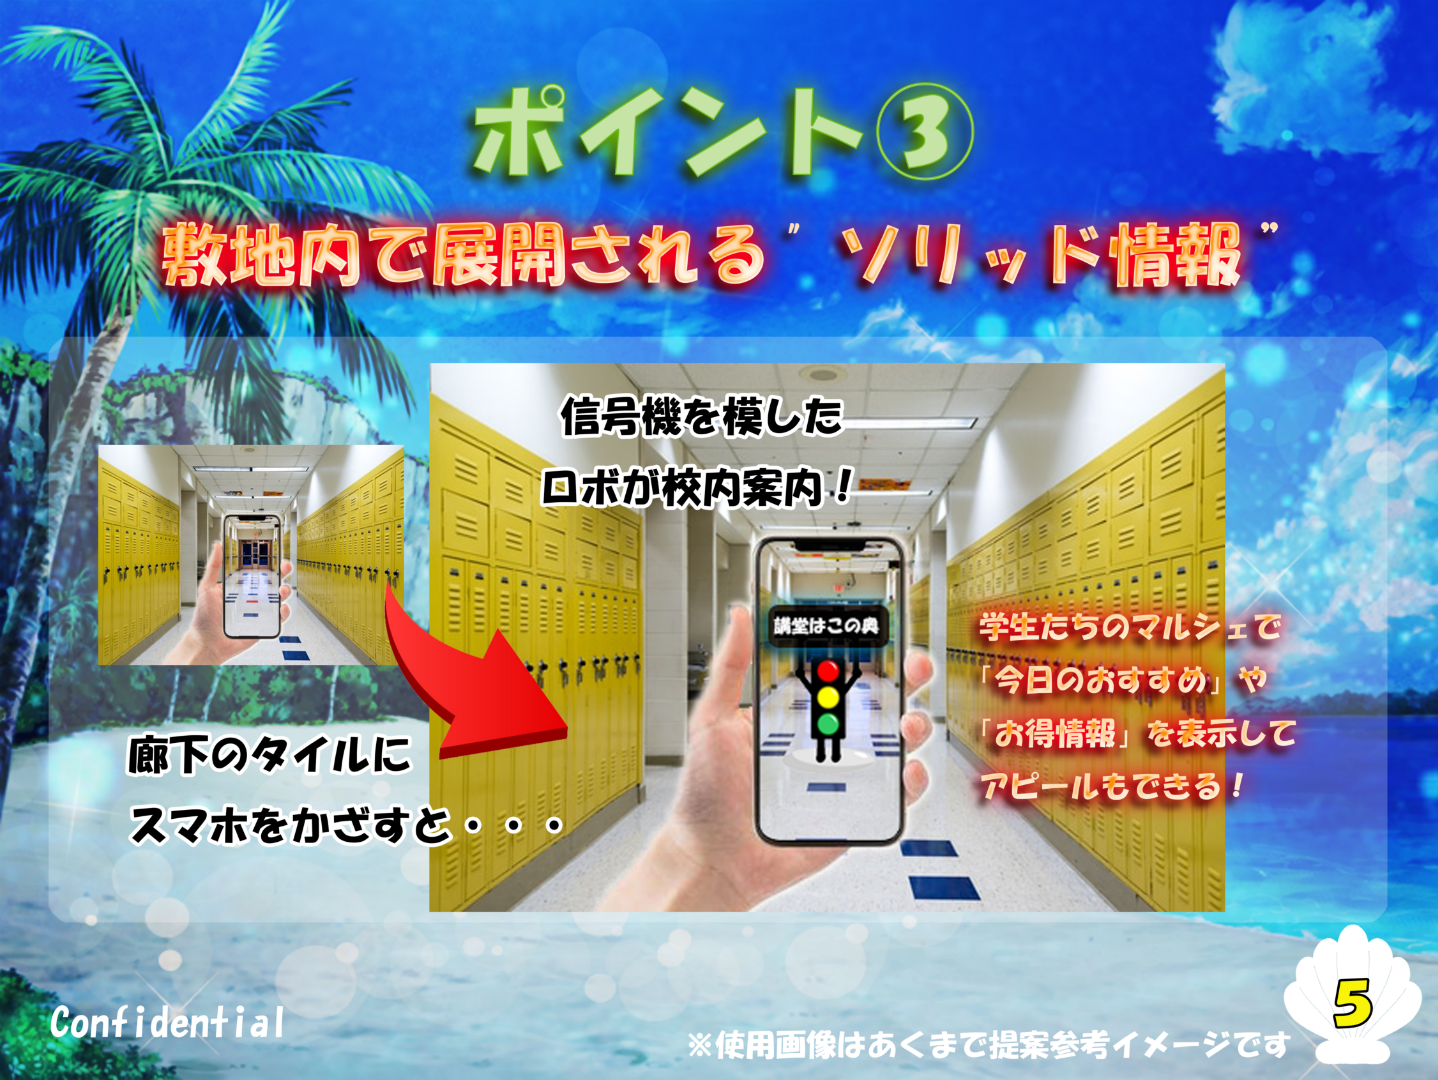 ポイント③
敷地内で展開される"ソリッド情報"
信号機を模した
ロボが校内案内！
講堂はこの奥
学生たちのマルシェで
「今日のおすすめ」や
「お得情報」を表示して
アピールもできる！
廊下のタイルに
スマホをかざすと・・・
Confidential
※使用画像はあくまで提案参考イメージです
5